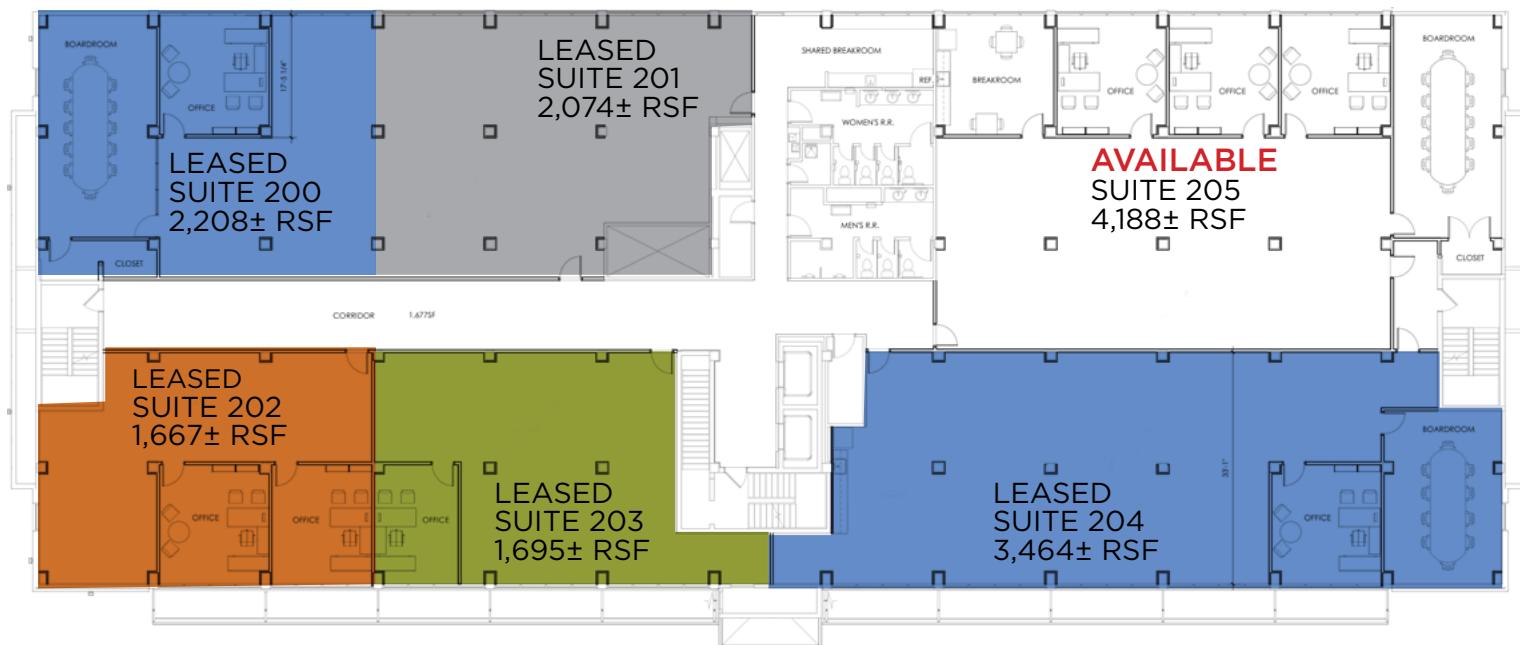 BOARDROOM
OFFICE
17'-5 1/4"
CLOSET
LEASED
SUITE 200
2,208± RSF
LEASED
SUITE 201
2,074± RSF
SHARED BREAKROOM
REF.
WOMEN'S R.R.
MEN'S R.R.
BREAKROOM
OFFICE
OFFICE
OFFICE
BOARDROOM
CLOSET
AVAILABLE
SUITE 205
4,188± RSF
CORRIDOR 1,677SF
LEASED
SUITE 202
1,667± RSF
OFFICE
OFFICE
OFFICE
LEASED
SUITE 203
1,695± RSF
LEASED
SUITE 204
3,464± RSF
33'-1"
OFFICE
BOARDROOM